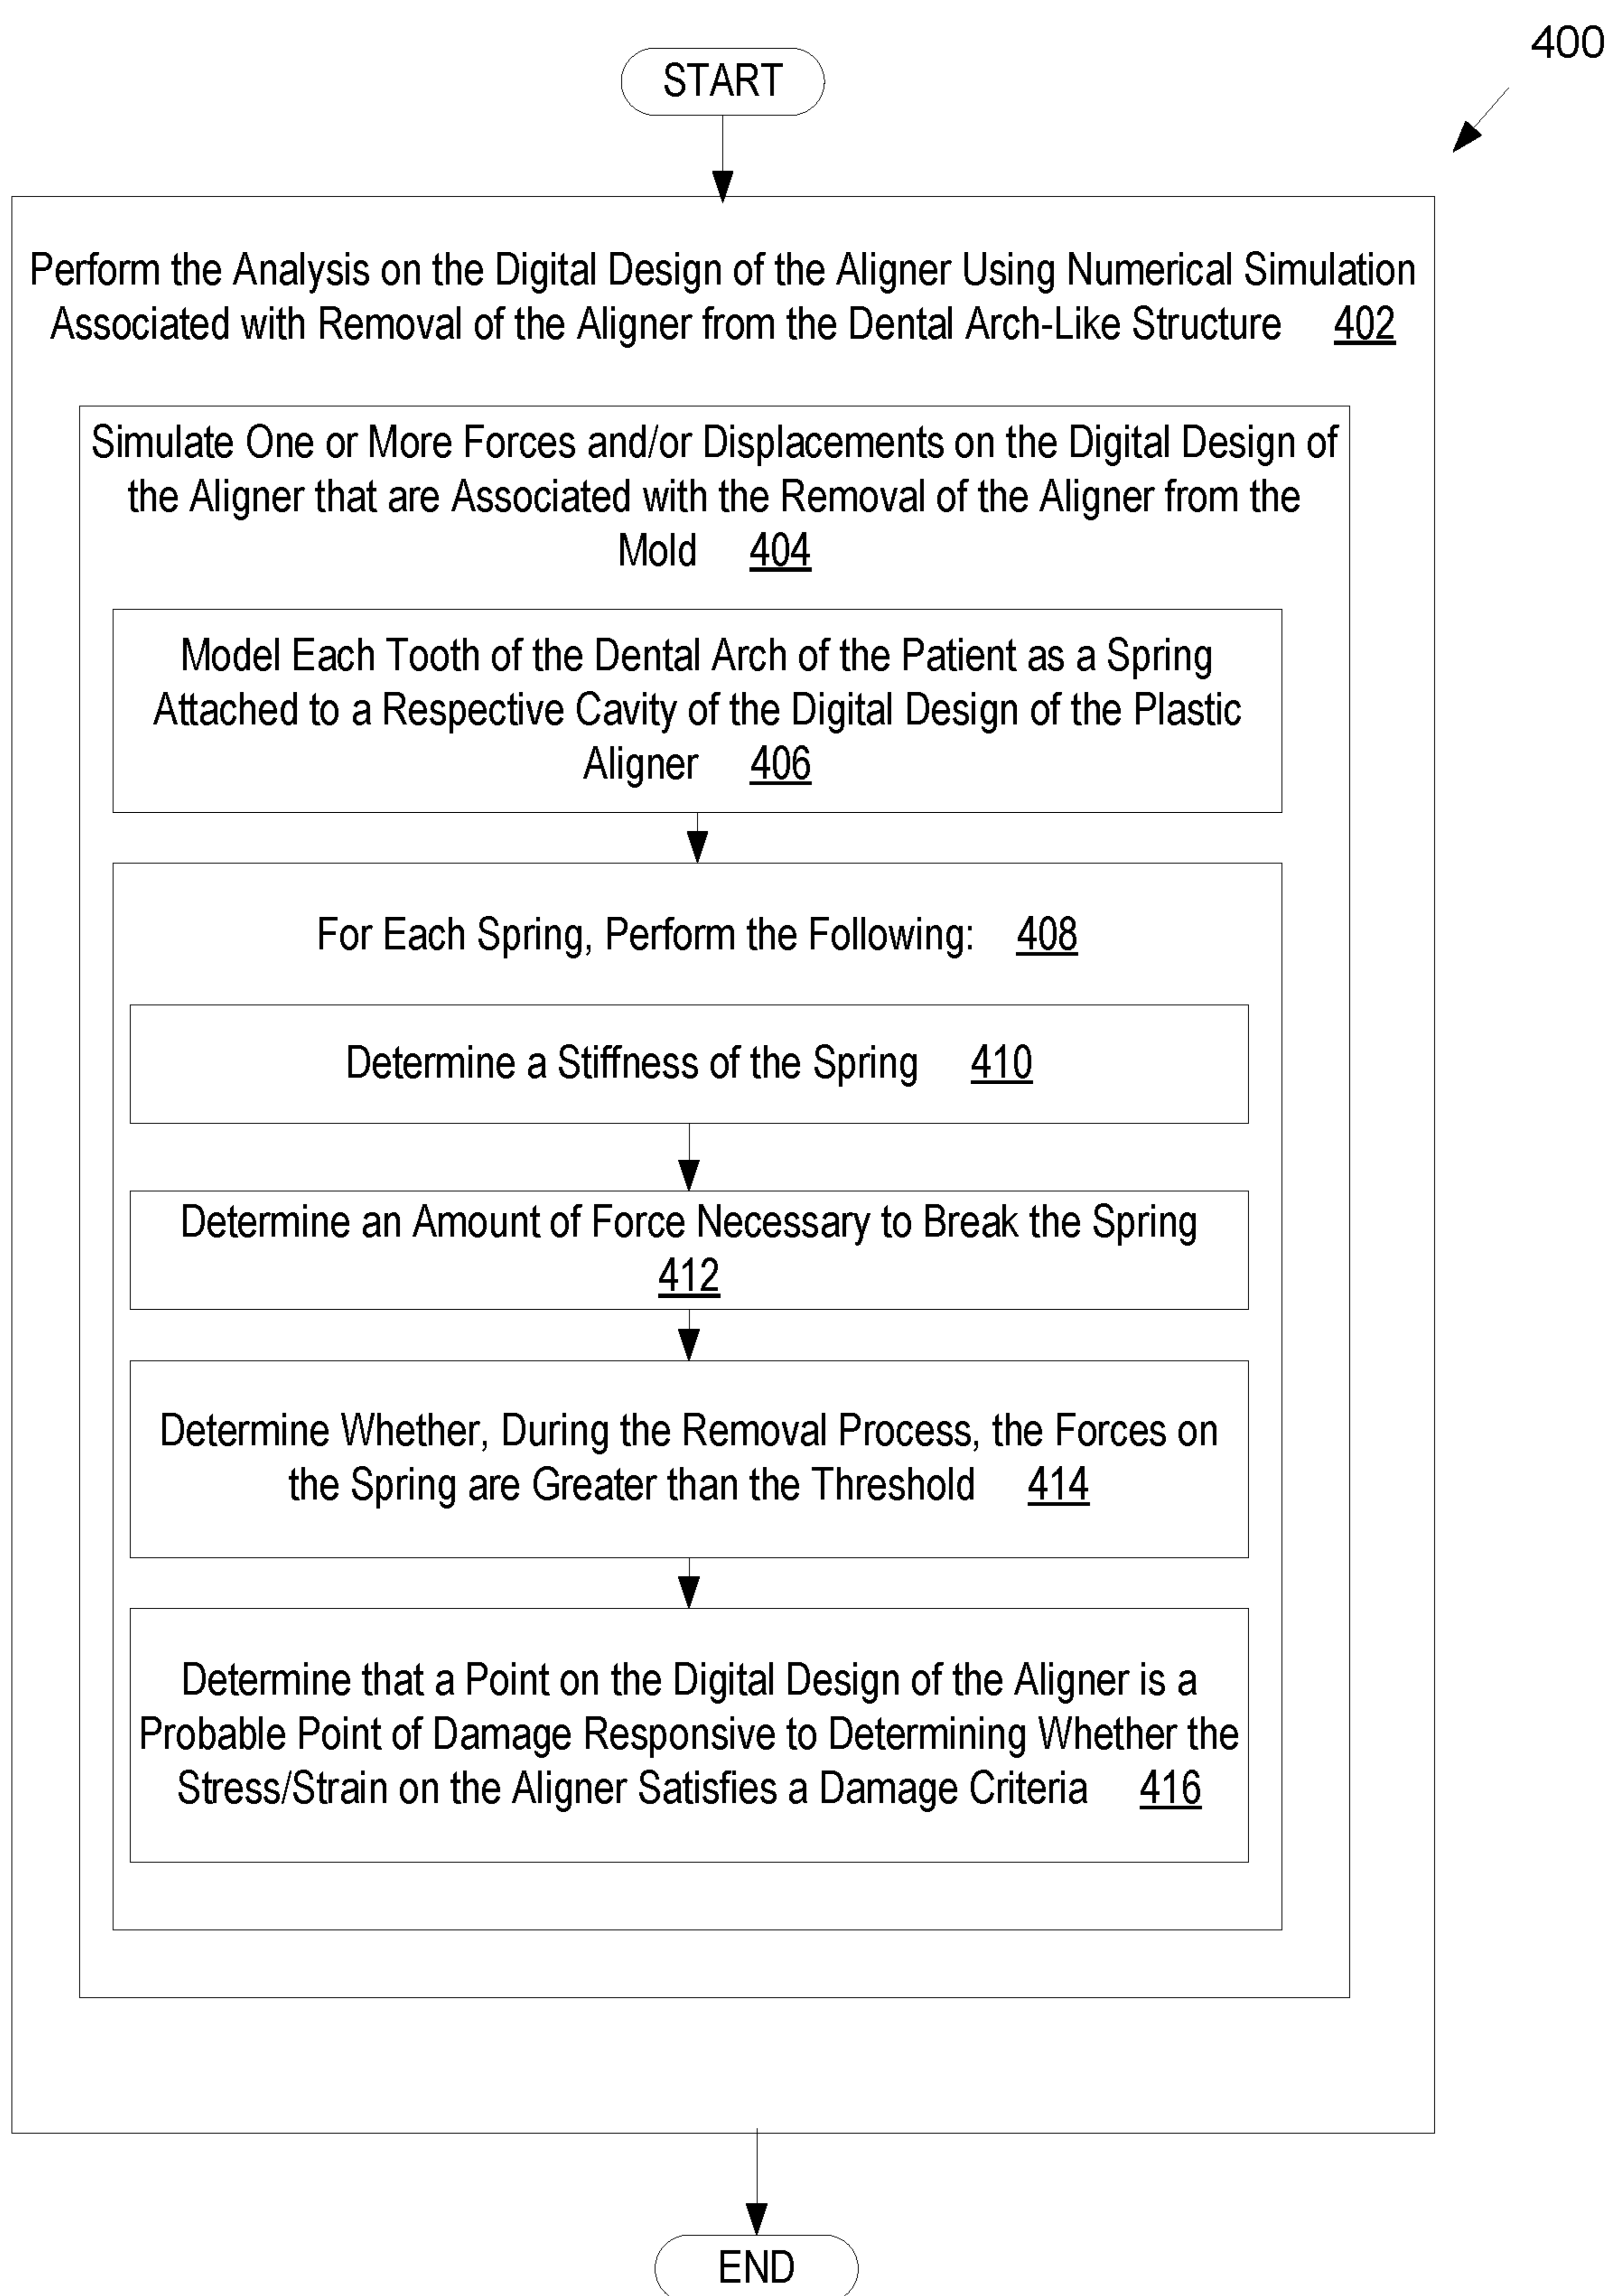 400
START
Perform the Analysis on the Digital Design of the Aligner Using Numerical Simulation
Associated with Removal of the Aligner from the Dental Arch-Like Structure 402
Simulate One or More Forces and/or Displacements on the Digital Design of
the Aligner that are Associated with the Removal of the Aligner from the
Mold 404
Model Each Tooth of the Dental Arch of the Patient as a Spring
Attached to a Respective Cavity of the Digital Design of the Plastic
Aligner 406
For Each Spring, Perform the Following: 408
Determine a Stiffness of the Spring 410
Determine an Amount of Force Necessary to Break the Spring
412
Determine Whether, During the Removal Process, the Forces on
the Spring are Greater than the Threshold 414
Determine that a Point on the Digital Design of the Aligner is a
Probable Point of Damage Responsive to Determining Whether the
Stress/Strain on the Aligner Satisfies a Damage Criteria 416
END